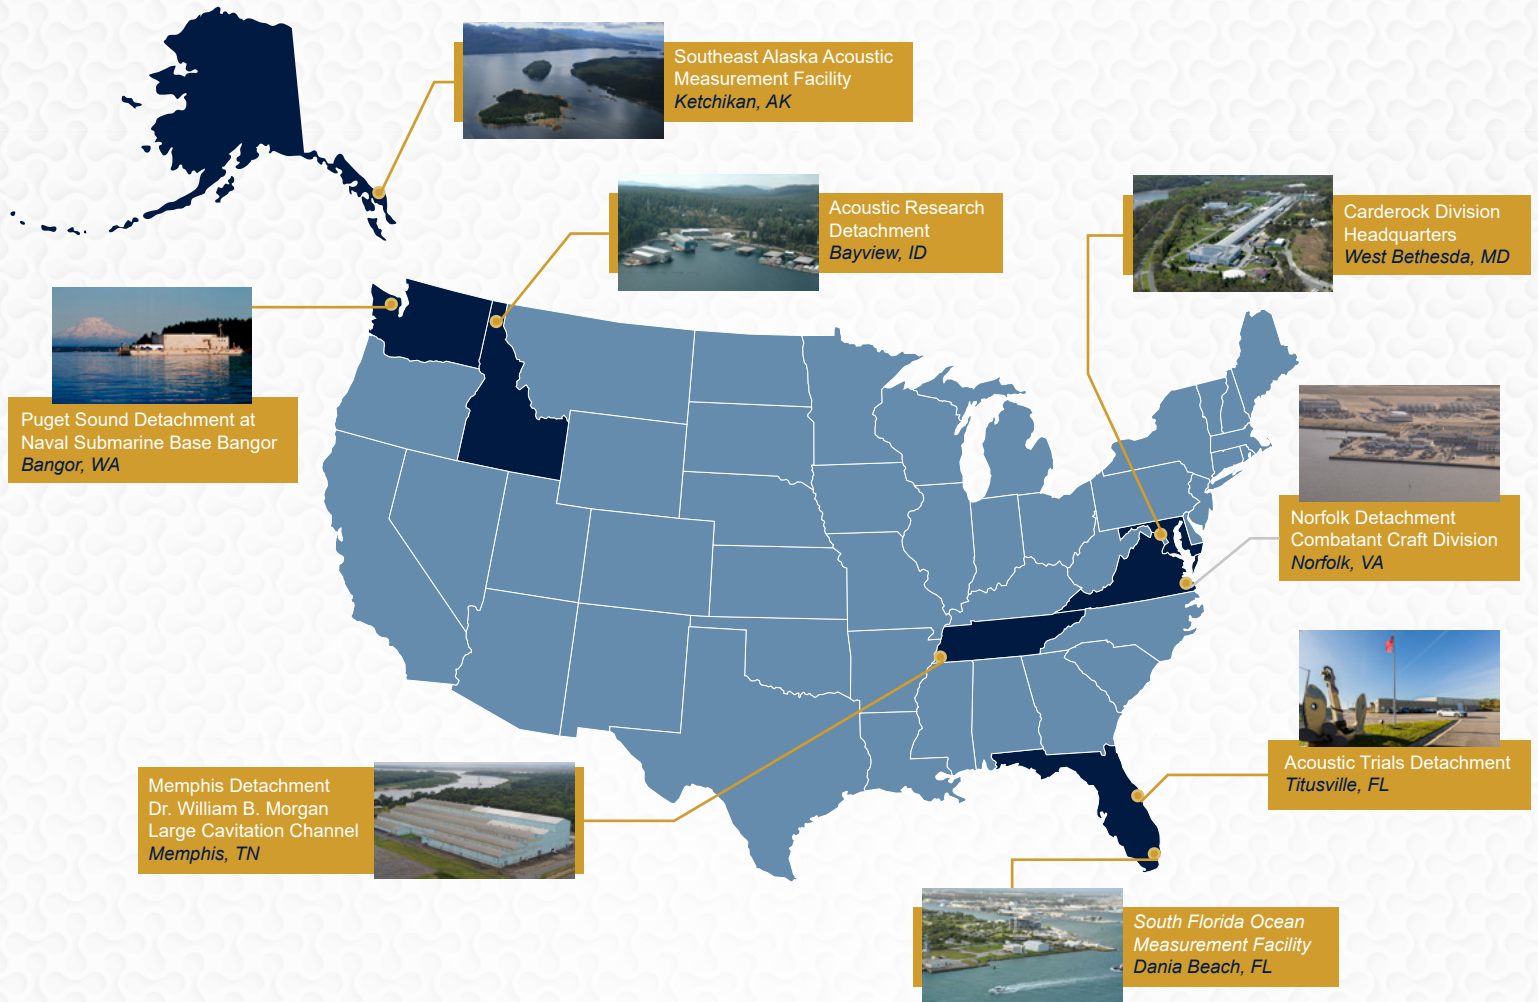 Southeast Alaska Acoustic
Measurement Facility
Ketchikan, AK
Acoustic Research
Detachment
Bayview, ID
Carderock Division
Headquarters
West Bethesda, MD
Puget Sound Detachment at
Naval Submarine Base Bangor
Bangor, WA
Norfolk Detachment
Combatant Craft Division
Norfolk, VA
Acoustic Trials Detachment
Titusville, FL
Memphis Detachment
Dr. William B. Morgan
Large Cavitation Channel
Memphis, TN
South Florida Ocean
Measurement Facility
Dania Beach, FL